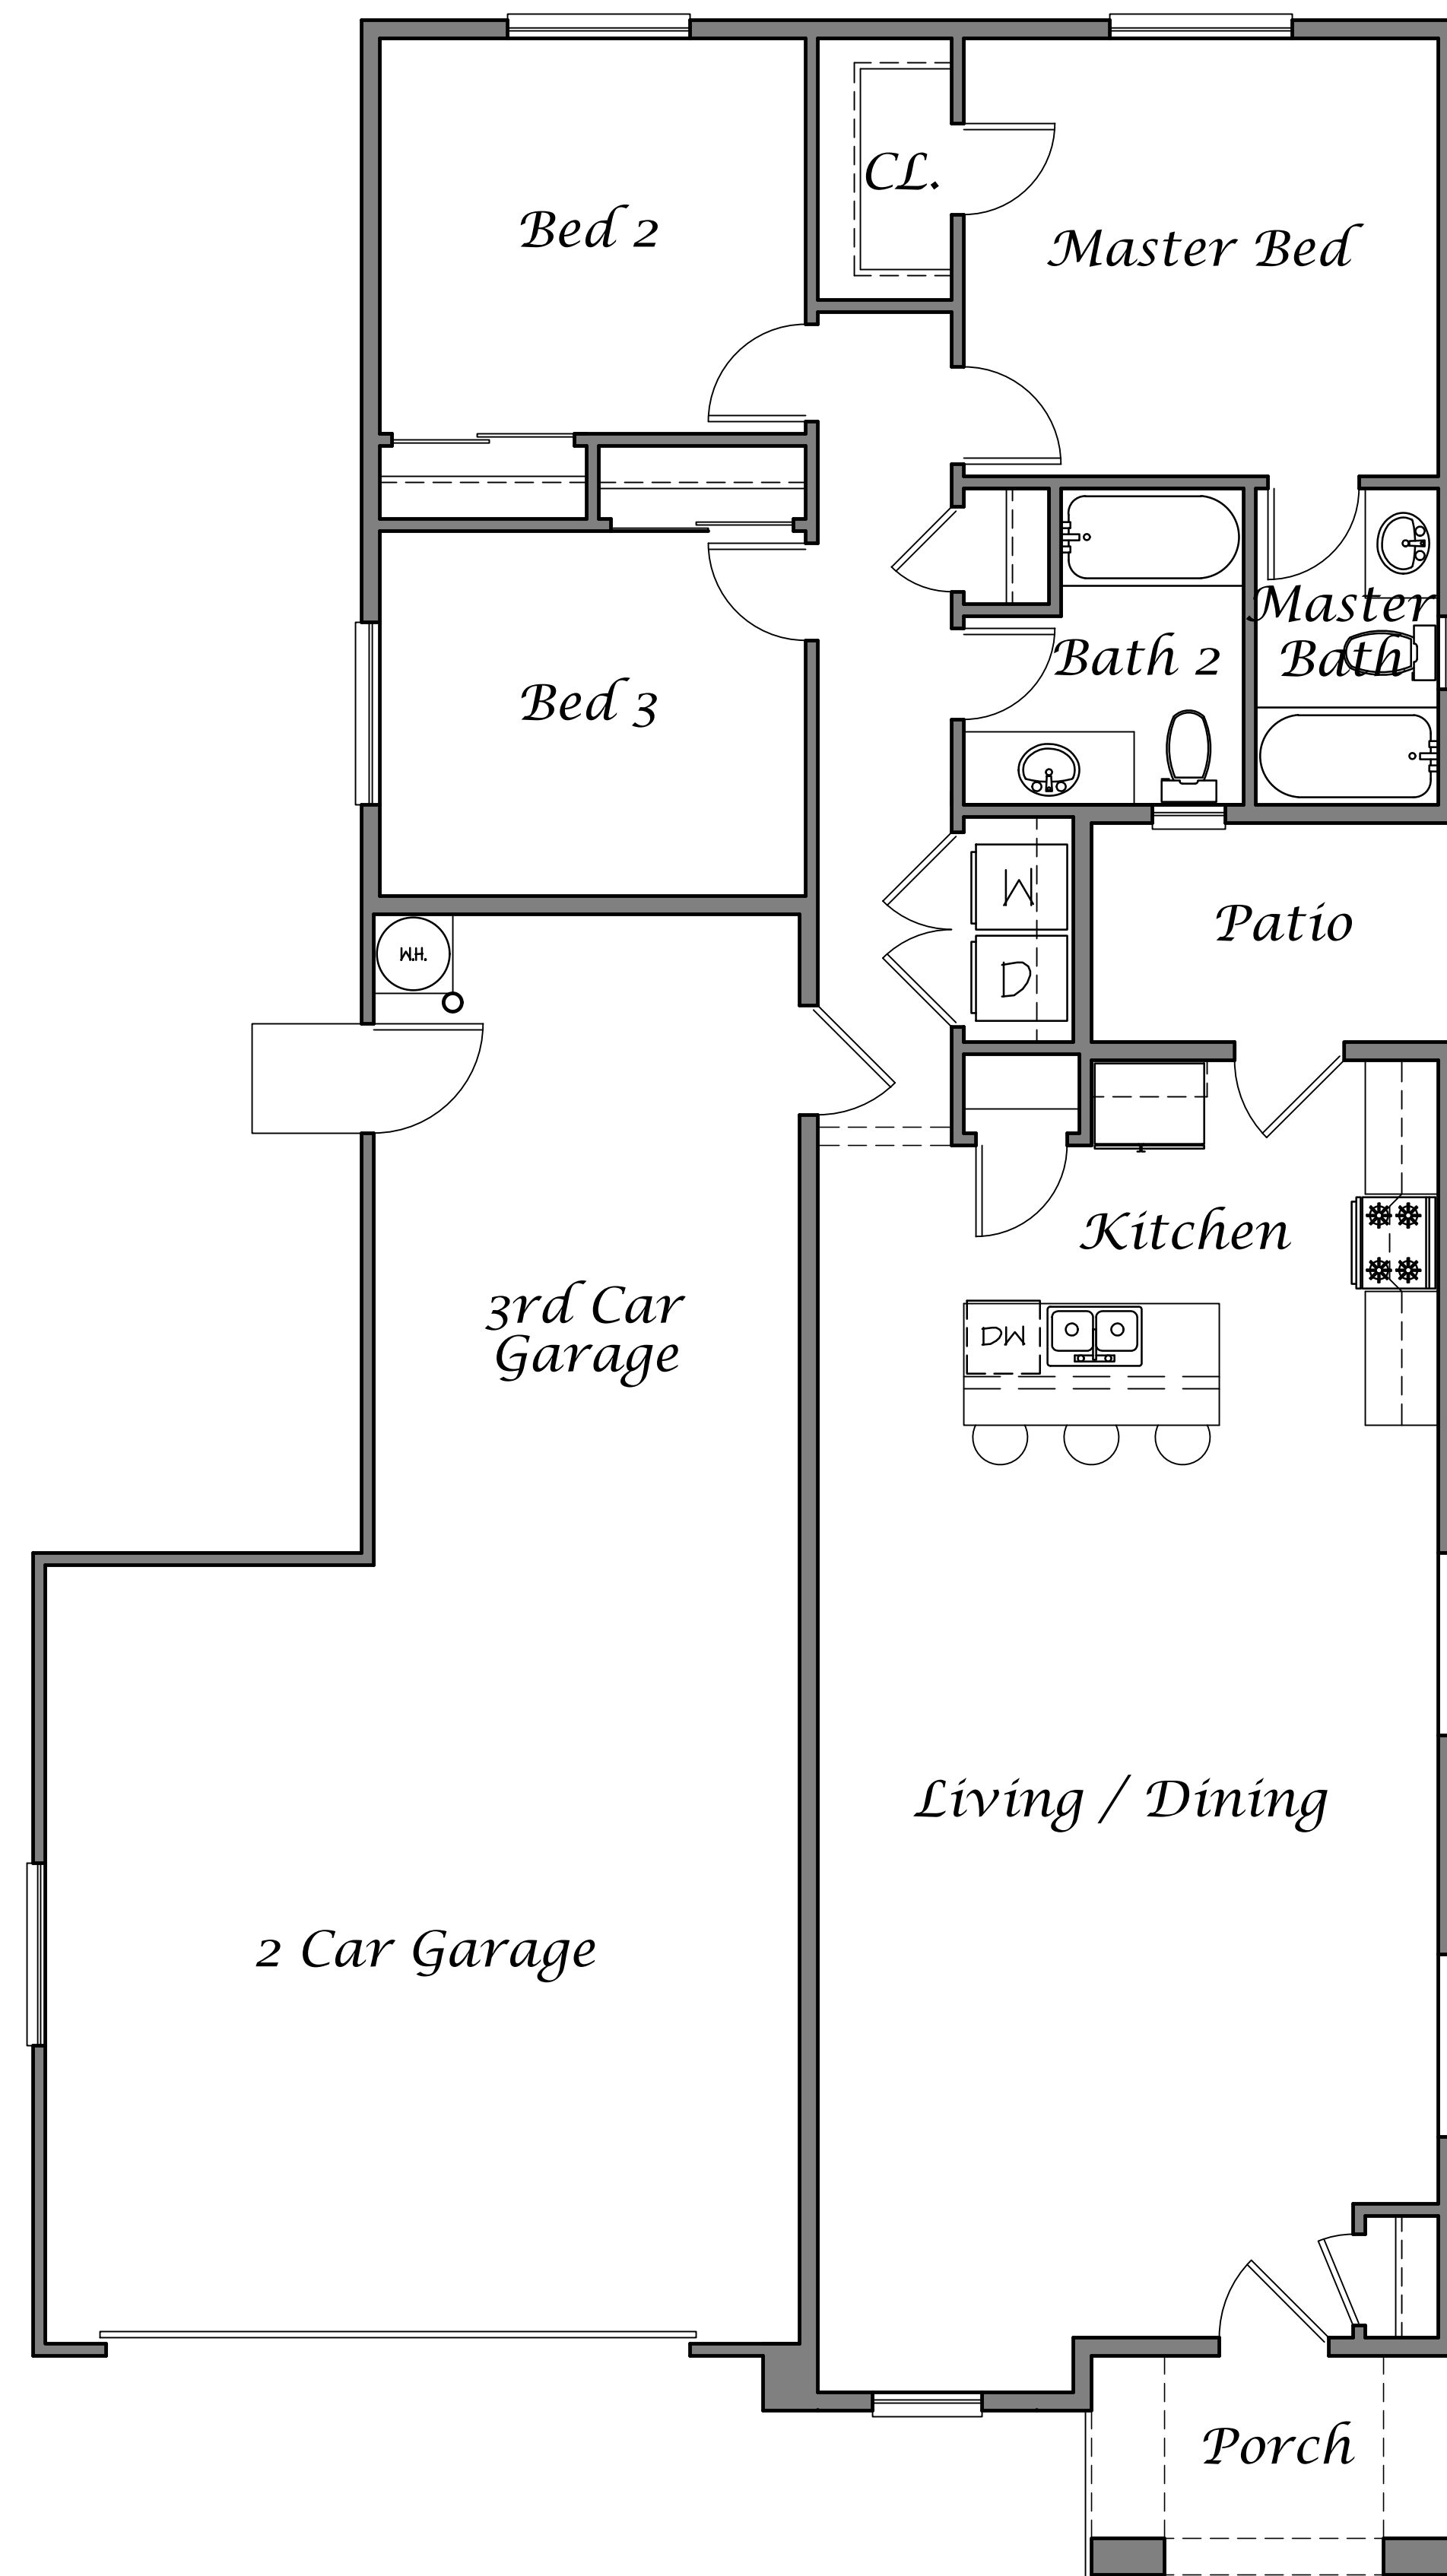 CL.
Bed 2
Master Bed
Master
Bath
Bath 2
Bed 3
W
Patio
W.H.
D
Kitchen
3rd Car
Garage
DW
Living / Dining
2 Car Garage
Porch